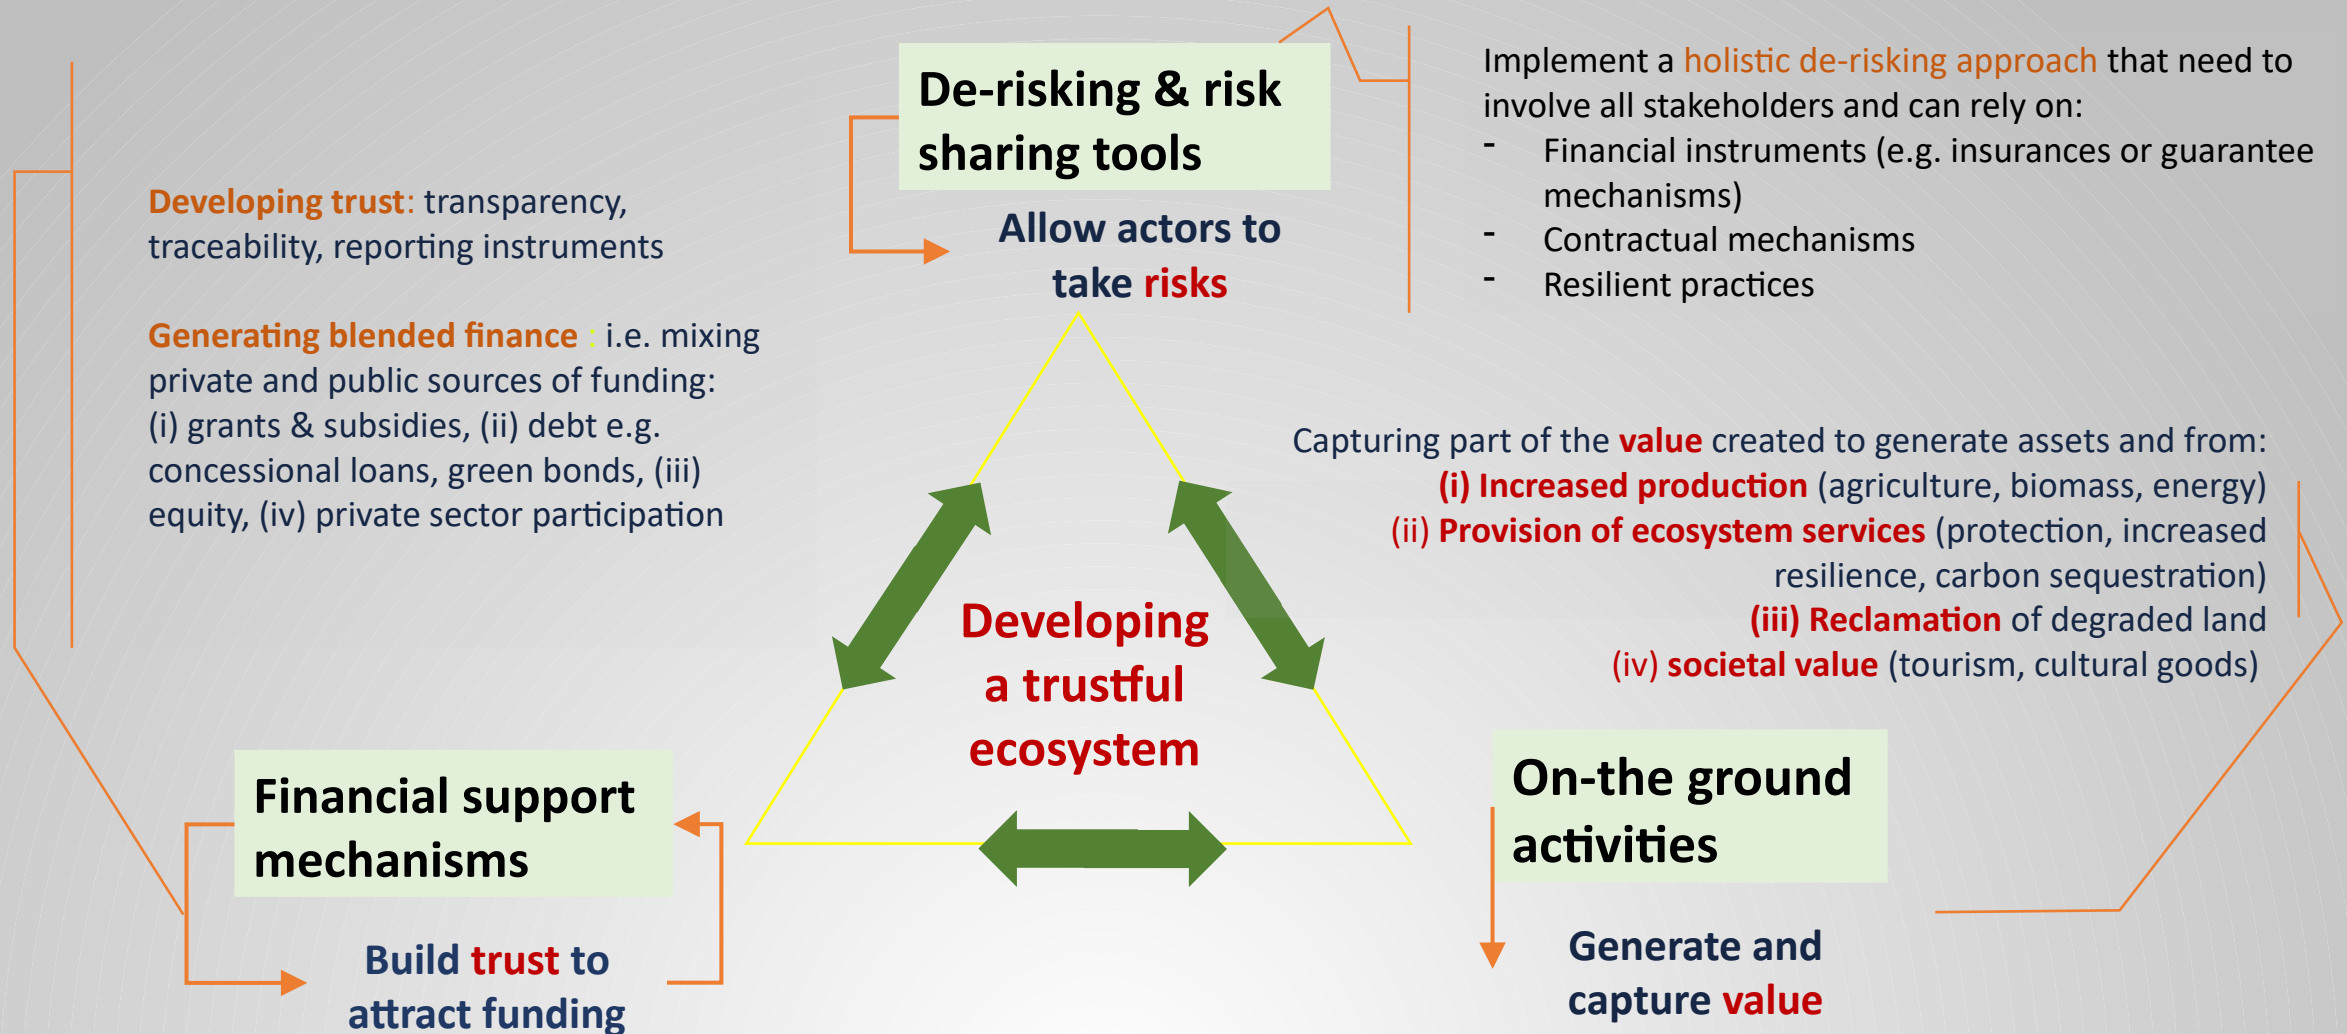 De-risking & risk
sharing tools
Allow actors to
take risks
Implement a holistic de-risking approach that need to
involve all stakeholders and can rely on:
- Financial instruments (e.g. insurances or guarantee
mechanisms)
- Contractual mechanisms
- Resilient practices
Developing trust: transparency,
traceability, reporting instruments
Generating blended finance : i.e. mixing
private and public sources of funding:
(i) grants & subsidies, (ii) debt e.g.
concessional loans, green bonds, (iii)
equity, (iv) private sector participation
Capturing part of the value created to generate assets and from:
(i) Increased production (agriculture, biomass, energy)
(ii) Provision of ecosystem services (protection, increased
resilience, carbon sequestration)
(iii) Reclamation of degraded land
(iv) societal value (tourism, cultural goods)
Developing
a trustful
ecosystem
Financial support
mechanisms
Build trust to
attract funding
On-the ground
activities
Generate and
capture value